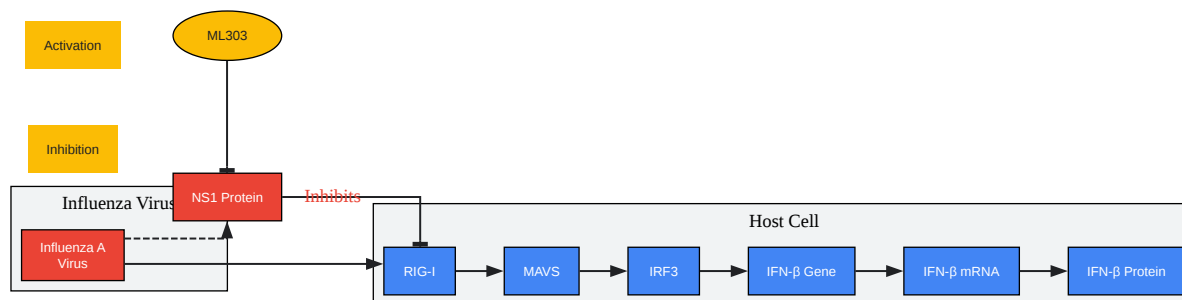 Activation
ML303
Inhibition
NS1 Protein
Inhibits
Influenza Virus
Host Cell
Influenza A
Virus
RIG-I
MAVS
IRF3
IFN-β Gene
IFN-β mRNA
IFN-β Protein